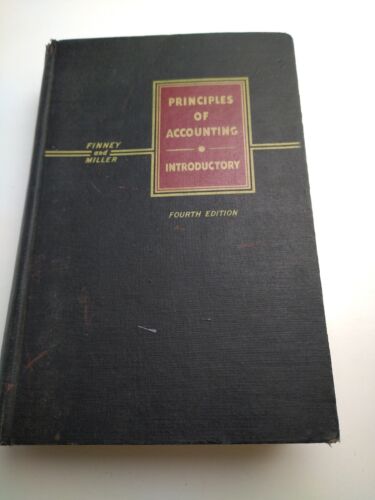 PRINCIPLES
OF
ACCOUNTING
INTRODUCTORY
FINNEY
and
MILLER
FOURTH EDITION